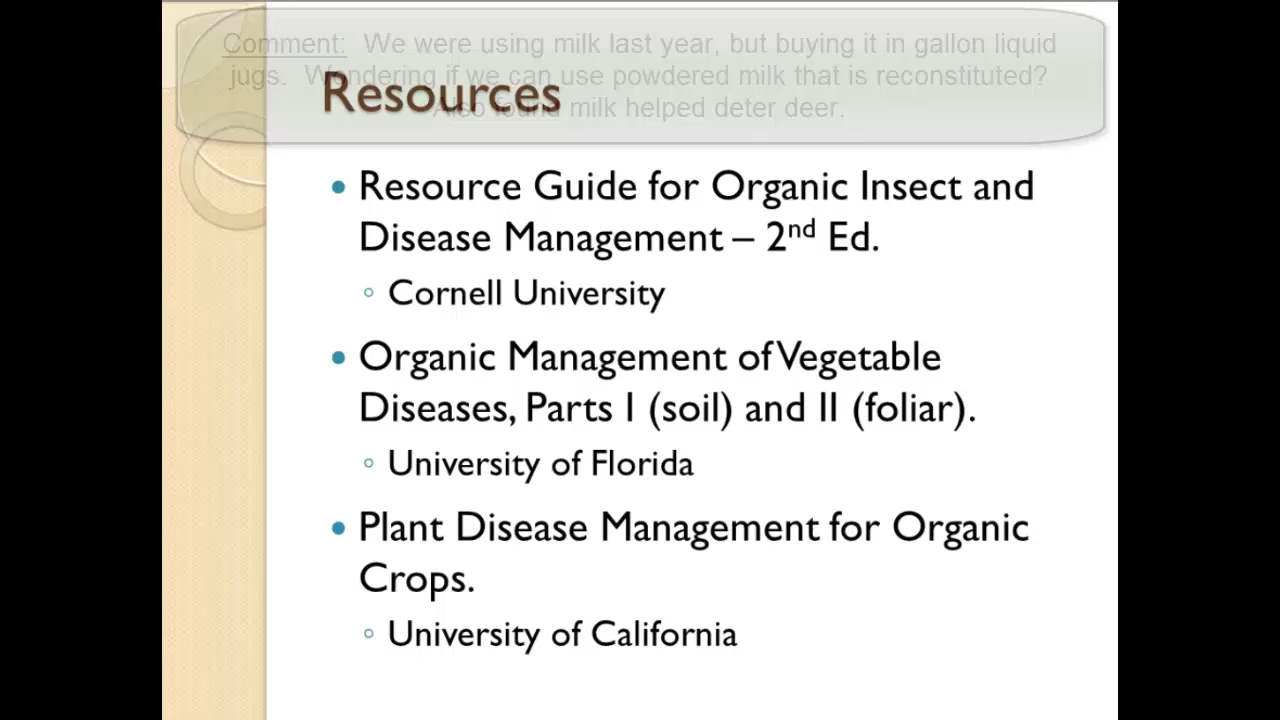 Comment: We were using milk last year, but buying it in gallon liquid
jugs. Wondering if we can use powdered milk that is reconstituted?
Also found milk helped deter deer.
Resources
• Resource Guide for Organic Insect and
Disease Management – 2nd Ed.
◦ Cornell University
• Organic Management of Vegetable
Diseases, Parts I (soil) and II (foliar).
◦ University of Florida
• Plant Disease Management for Organic
Crops.
◦ University of California